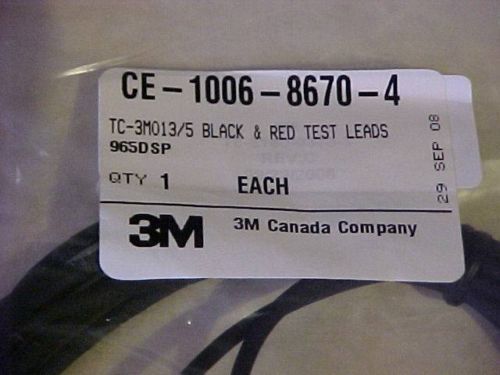 CE-1006-8670-4
TC-3M013/5 BLACK & RED TEST LEADS
965DSP
QTY 1 EACH
29 SEP 08
3M 3M Canada Company